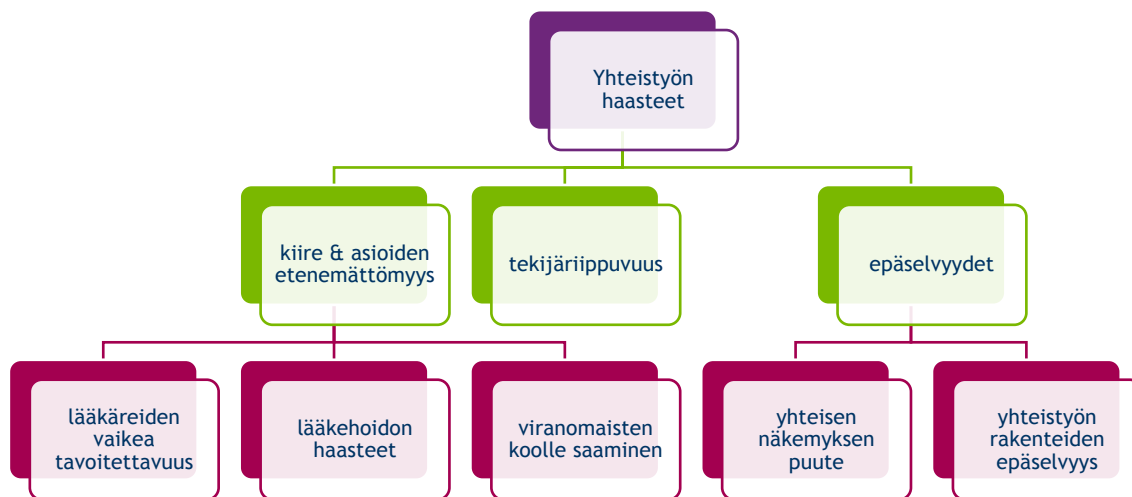 Yhteistyön
haasteet
kiire & asioiden
etenemättömyys
tekijäriippuvuus
epäselvyydet
lääkäreiden
vaikea
tavoitettavuus
lääkehoidon
haasteet
viranomaisten
koolle saaminen
yhteisen
näkemyksen
puute
yhteistyön
rakenteiden
epäselvyys